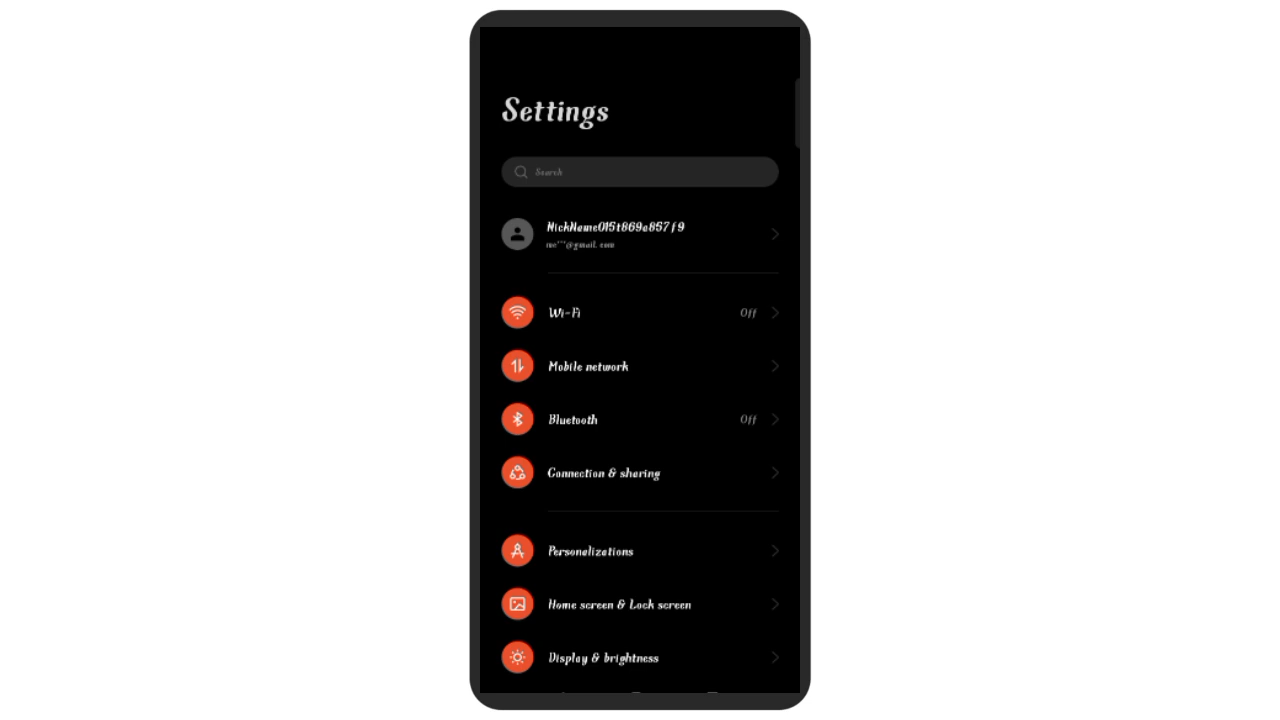 Settings
Search
NickName015t869a857f9
me***@gmail.com
Wi-Fi
Off
Mobile network
Bluetooth
Off
Connection & sharing
Personalizations
Home screen & Lock screen
Display & brightness